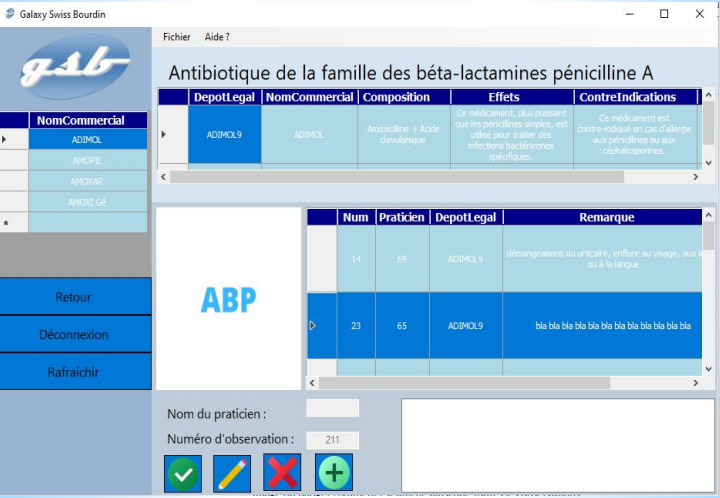 Galaxy Swiss Bourdin
Fichier Aide ?
gsb
Antibiotique de la famille des béta-lactamines pénicilline A
NomCommercial
ADIMOL
AMOPIL
AMOXAR
AMOXI Gé
DepotLegal NomCommercial Composition Effets ContreIndications
ADIMOL9 ADIMOL
Amoxicilline + Acide
clavulanique
Ce médicament, plus puissant
que les pénicillines simples, est
utilisé pour traiter des
infections bactériennes
spécifiques.
Ce médicament est
contre-indiqué en cas d'allergie
aux pénicillines ou aux
céphalosporines.
Retour
Déconnexion
Rafraichir
ABP
Num Praticien DepotLegal Remarque
14 69 ADIMOL9
démangeaisons ou urticaire, enflure au visage, aux
ou à la langue
23 65 ADIMOL9 bla bla bla bla bla bla bla bla bla bla bla bla
Nom du praticien :
Numéro d'observation : 211